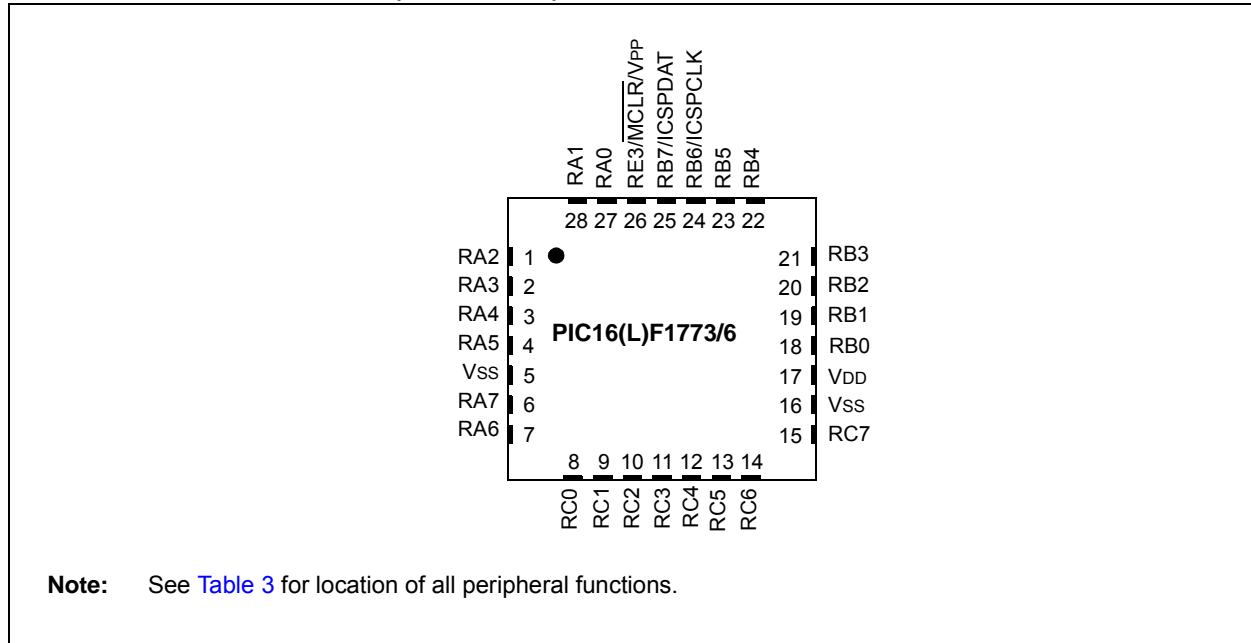 RA1
RA0
RE3/MCLR/VPP
RB7/ICSPDAT
RB6/ICSPCLK
RB5
RB4
28 27 26 25 24 23 22
RA2 1 21 RB3
RA3 2 20 RB2
RA4 3 19 RB1
PIC16(L)F1773/6
RA5 4 18 RB0
VSS 5 17 VDD
RA7 6 16 VSS
RA6 7 15 RC7
8 9 10 11 12 13 14
RC0
RC1
RC2
RC3
RC4
RC5
RC6
Note: See Table 3 for location of all peripheral functions.